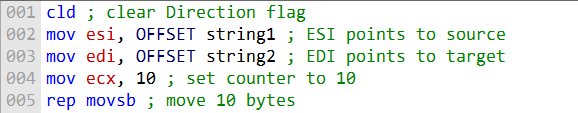 001 cld ; clear Direction flag
002 mov esi, OFFSET string1 ; ESI points to source
003 mov edi, OFFSET string2 ; EDI points to target
004 mov ecx, 10 ; set counter to 10
005 rep movsb ; move 10 bytes